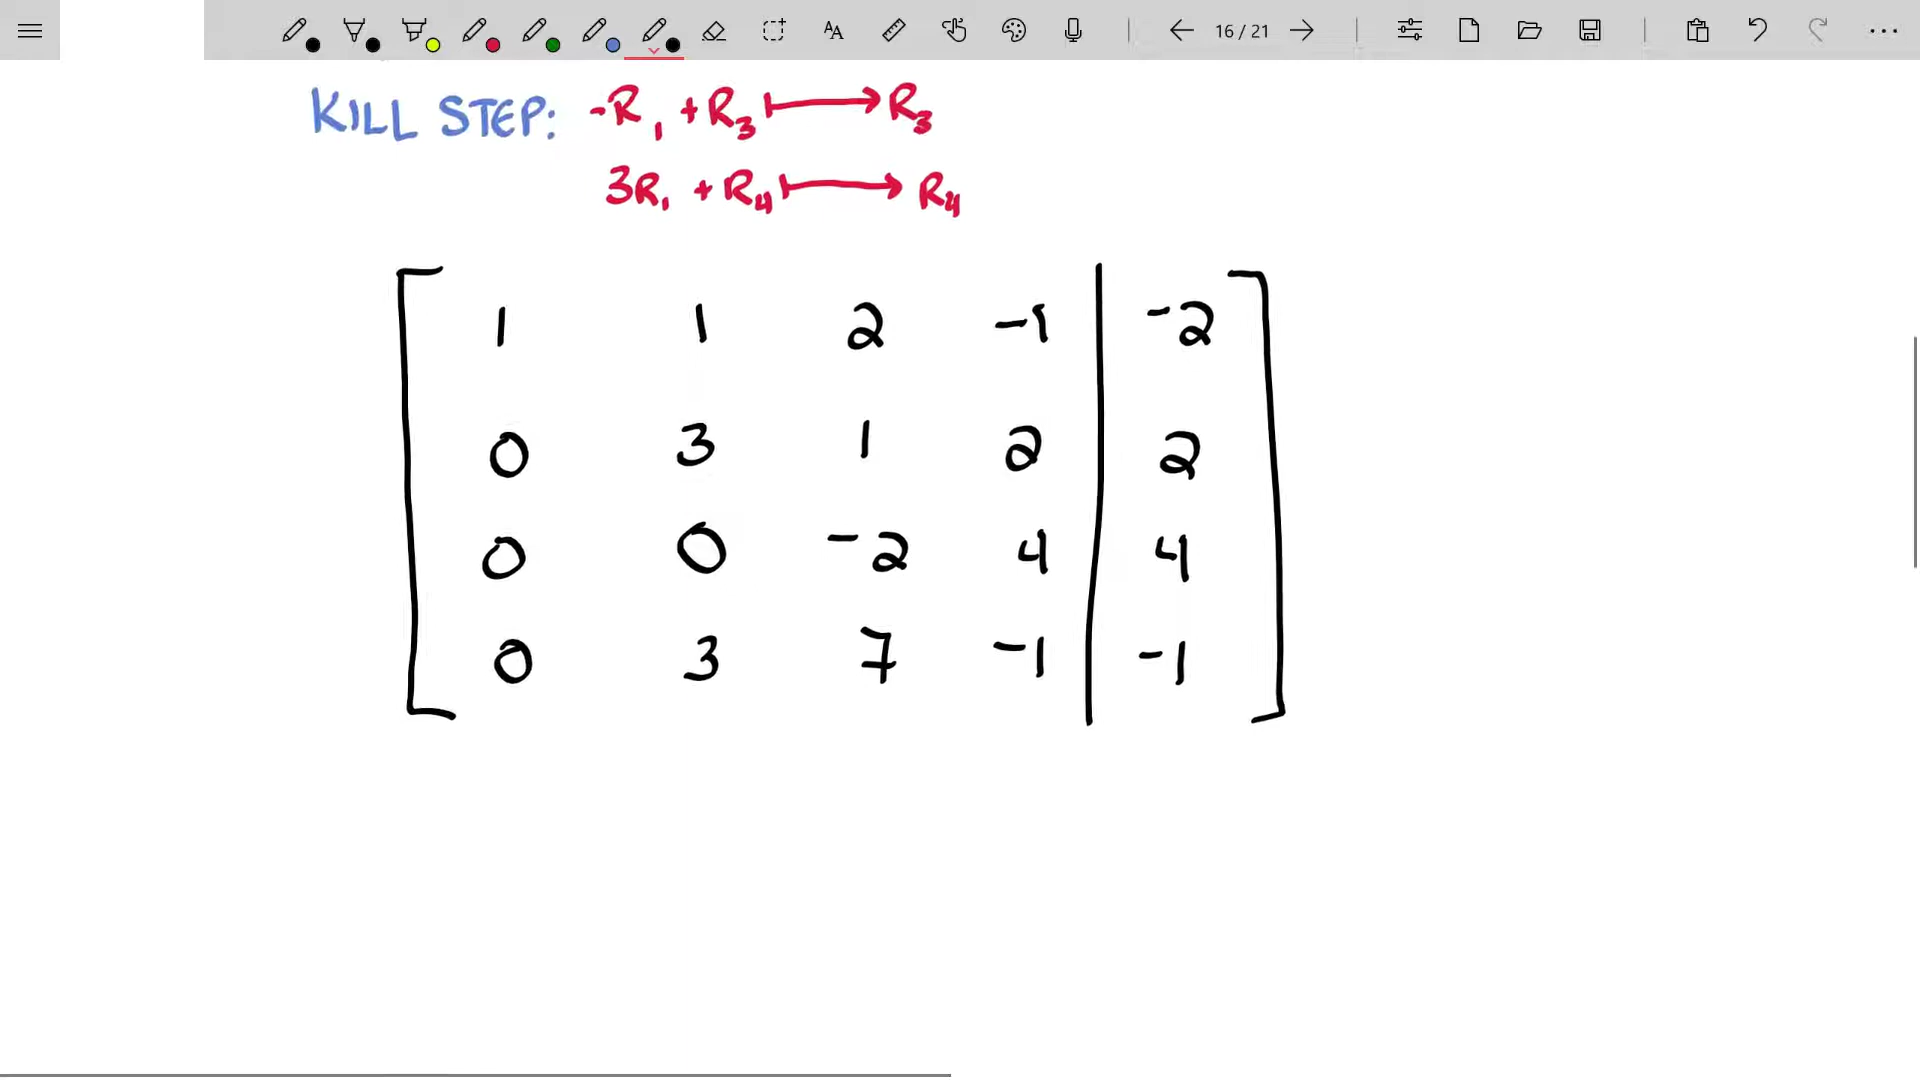 16 / 21
KILL STEP: -R₁ + R₃ ⟼ R₃
3R₁ + R₄ ⟼ R₄
1 1 2 -1 | -2
0 3 1 2 | 2
0 0 -2 4 | 4
0 3 7 -1 | -1